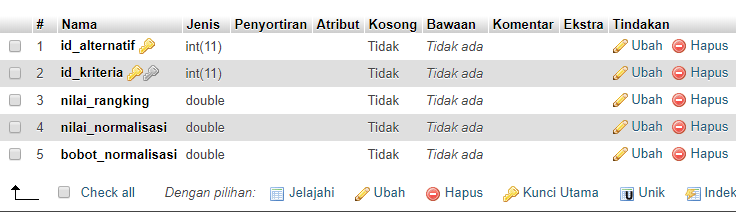 # Nama Jenis Penyortiran Atribut Kosong Bawaan Komentar Ekstra Tindakan
1 id_alternatif int(11) Tidak Tidak ada Ubah Hapus
2 id_kriteria int(11) Tidak Tidak ada Ubah Hapus
3 nilai_rangking double Tidak Tidak ada Ubah Hapus
4 nilai_normalisasi double Tidak Tidak ada Ubah Hapus
5 bobot_normalisasi double Tidak Tidak ada Ubah Hapus
Check all Dengan pilihan: Jelajahi Ubah Hapus Kunci Utama Unik Indek